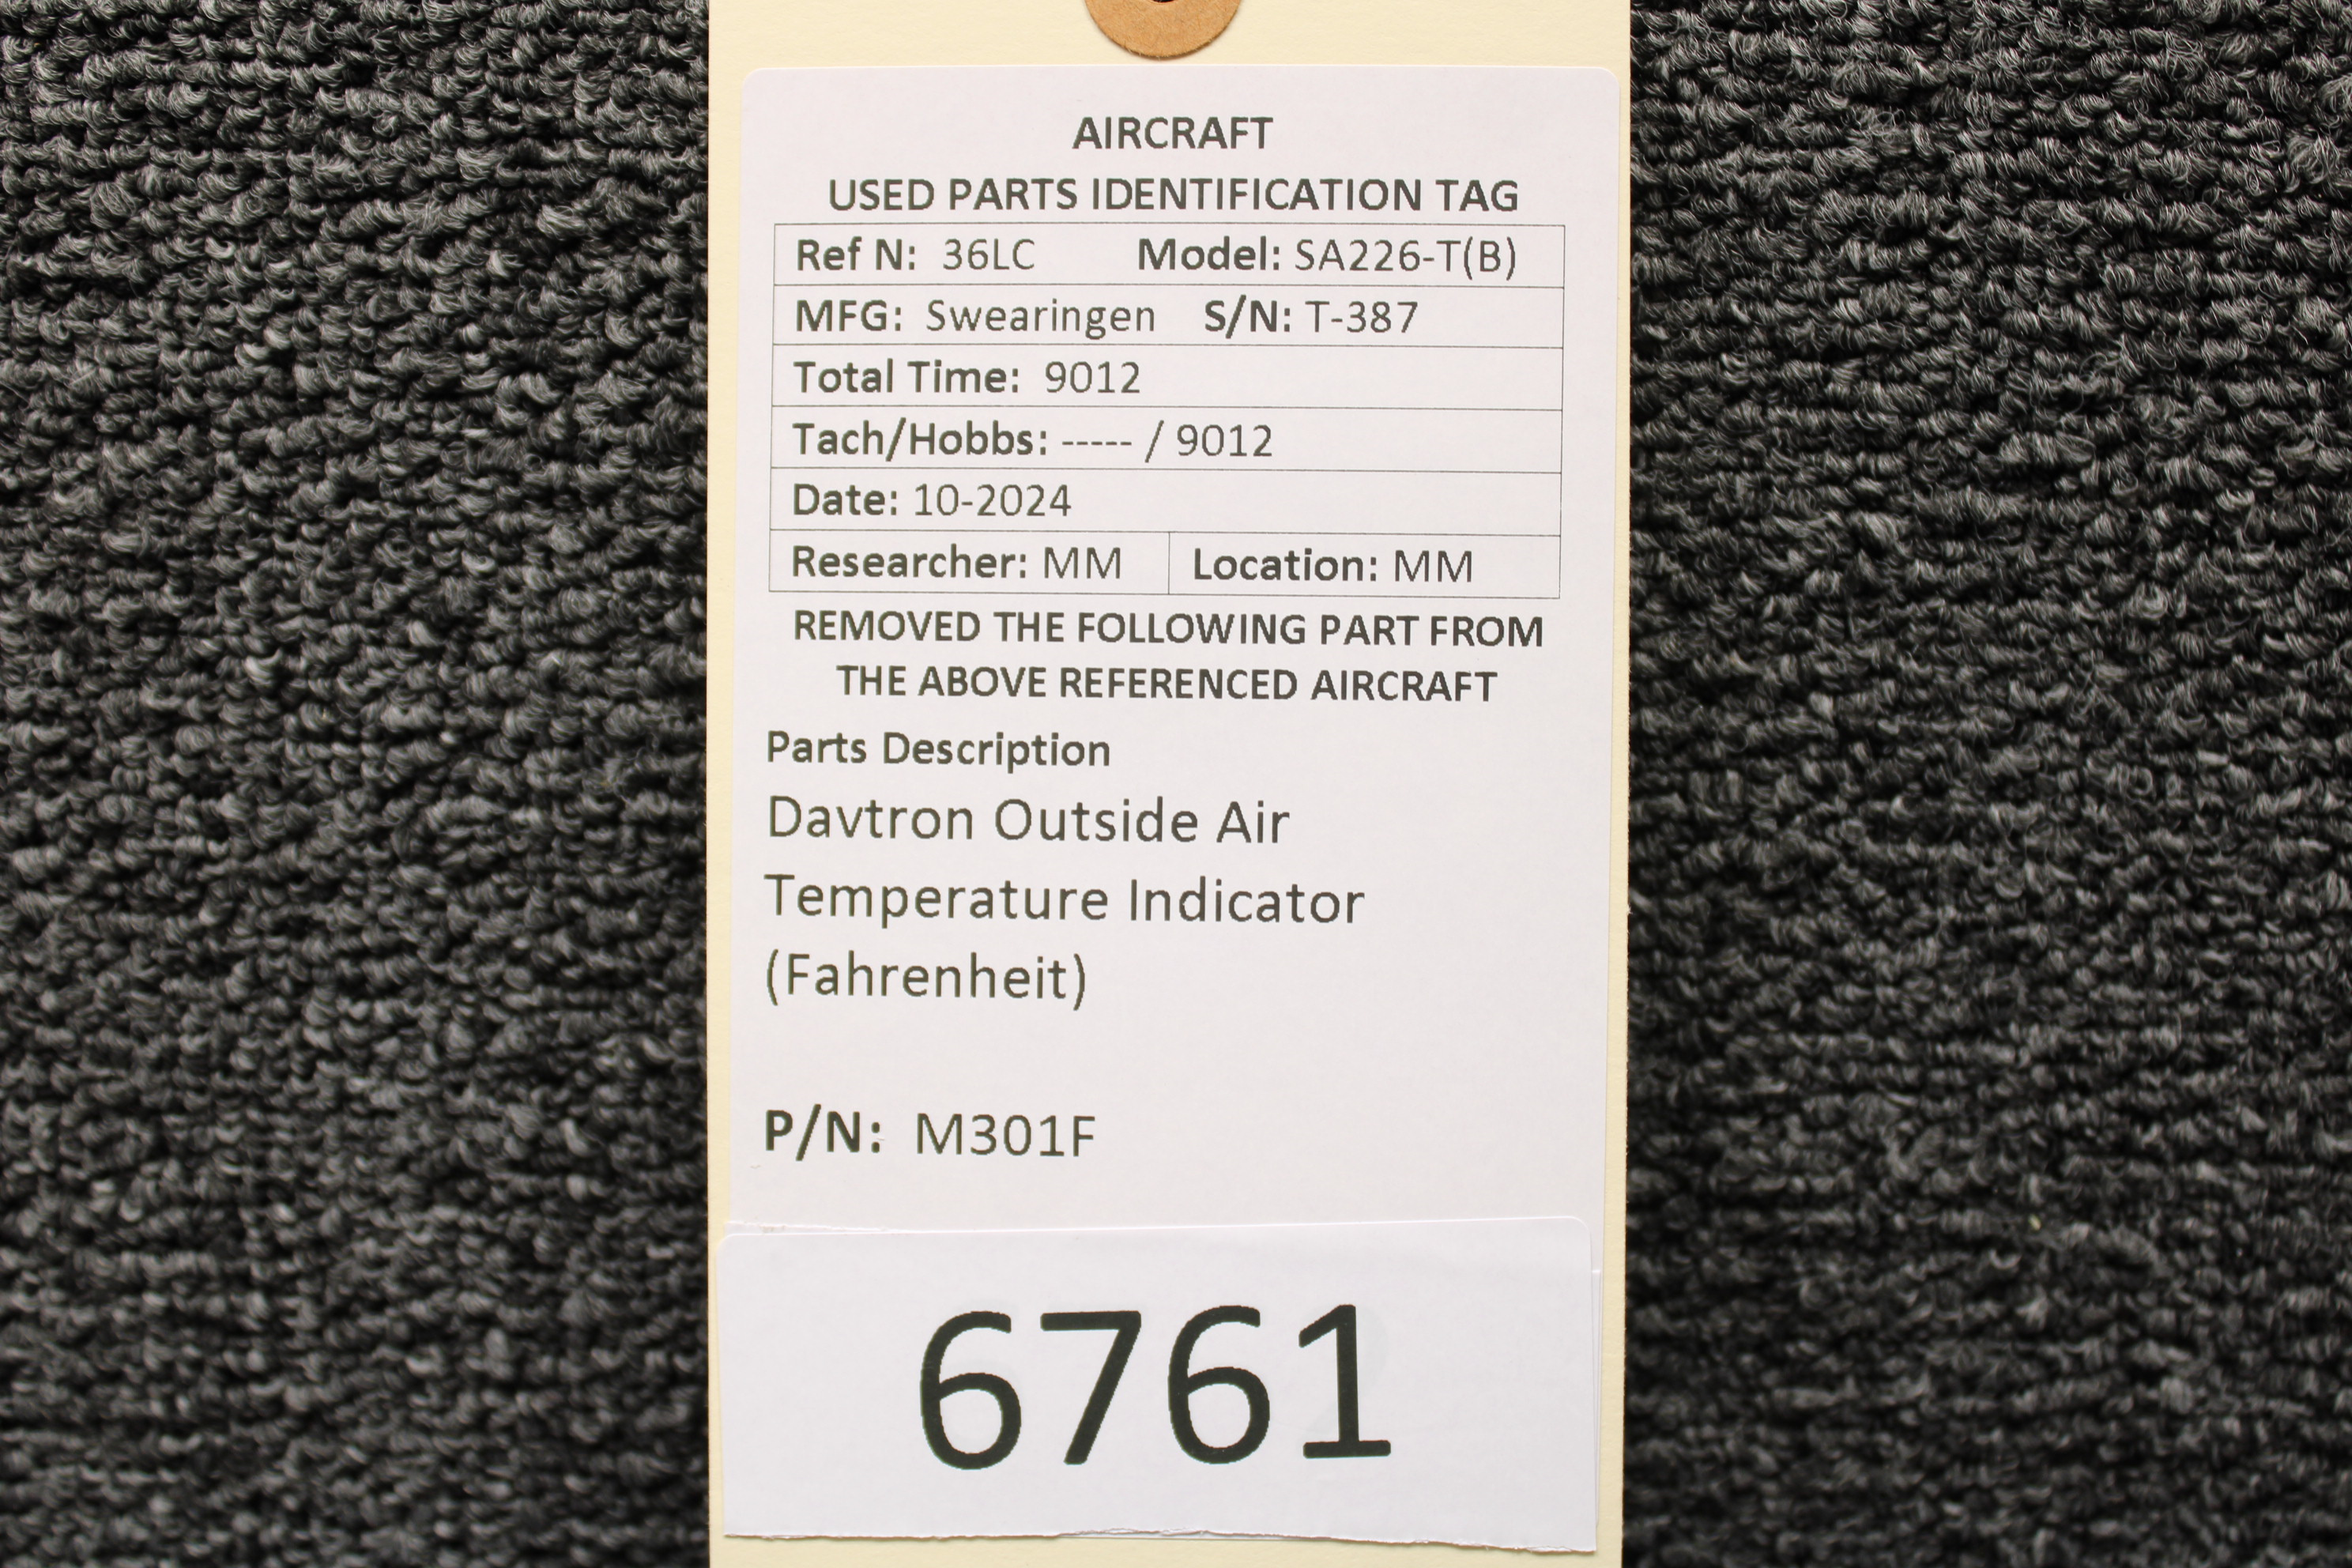 AIRCRAFT
USED PARTS IDENTIFICATION TAG
Ref N: 36LC Model: SA226-T(B)
MFG: Swearingen S/N: T-387
Total Time: 9012
Tach/Hobbs: ----- / 9012
Date: 10-2024
Researcher: MM Location: MM
REMOVED THE FOLLOWING PART FROM
THE ABOVE REFERENCED AIRCRAFT
Parts Description
Davtron Outside Air
Temperature Indicator
(Fahrenheit)
P/N: M301F
6761